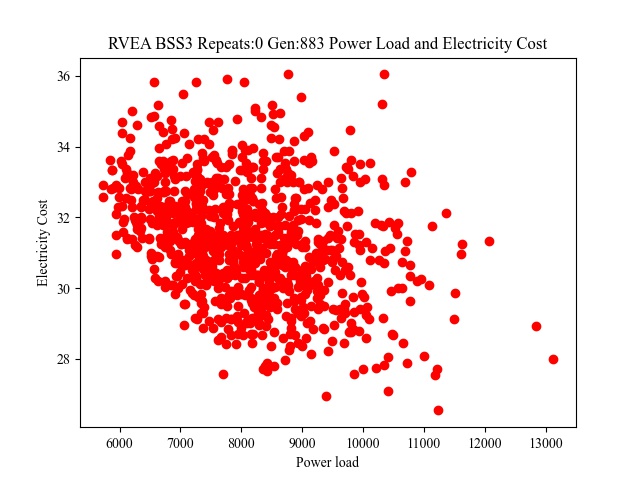 RVEA BSS3 Repeats:0 Gen:883 Power Load and Electricity Cost
36
34
32
30
28
Electricity Cost
6000 7000 8000 9000 10000 11000 12000 13000
Power load